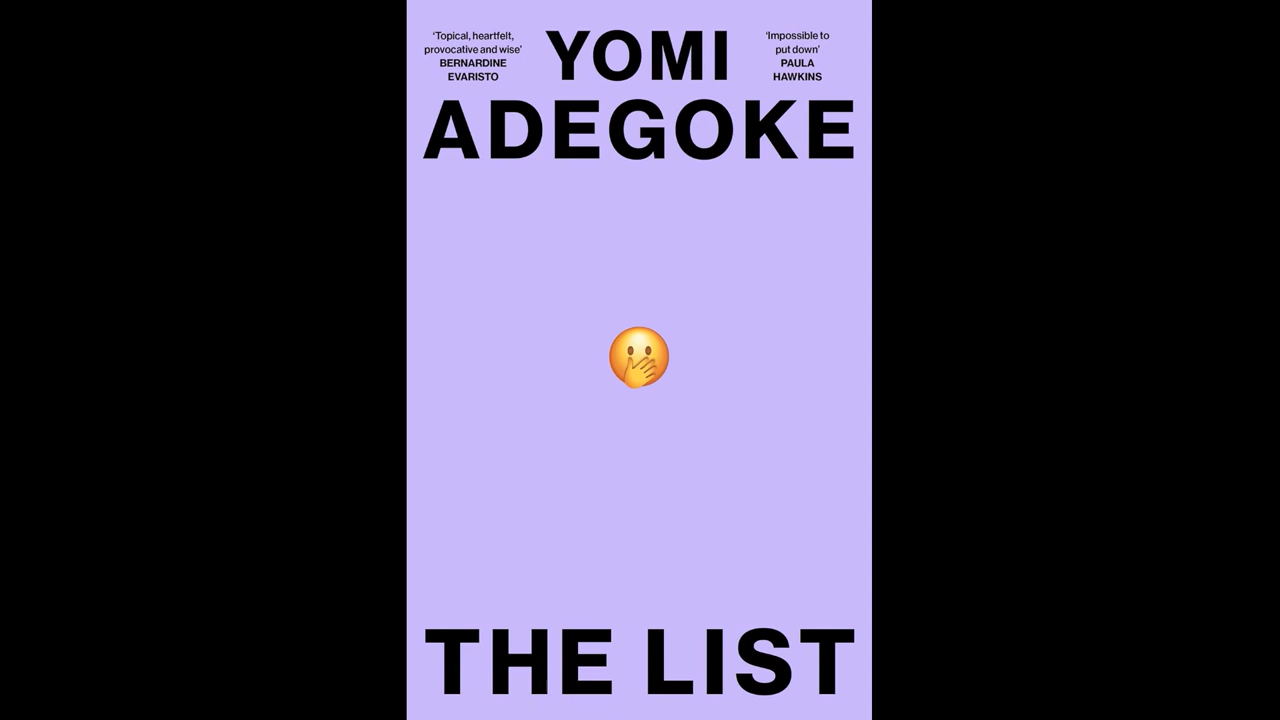 ‘Topical, heartfelt,
provocative and wise’
BERNARDINE
EVARISTO
YOMI
‘Impossible to
put down’
PAULA
HAWKINS
ADEGOKE
THE LIST